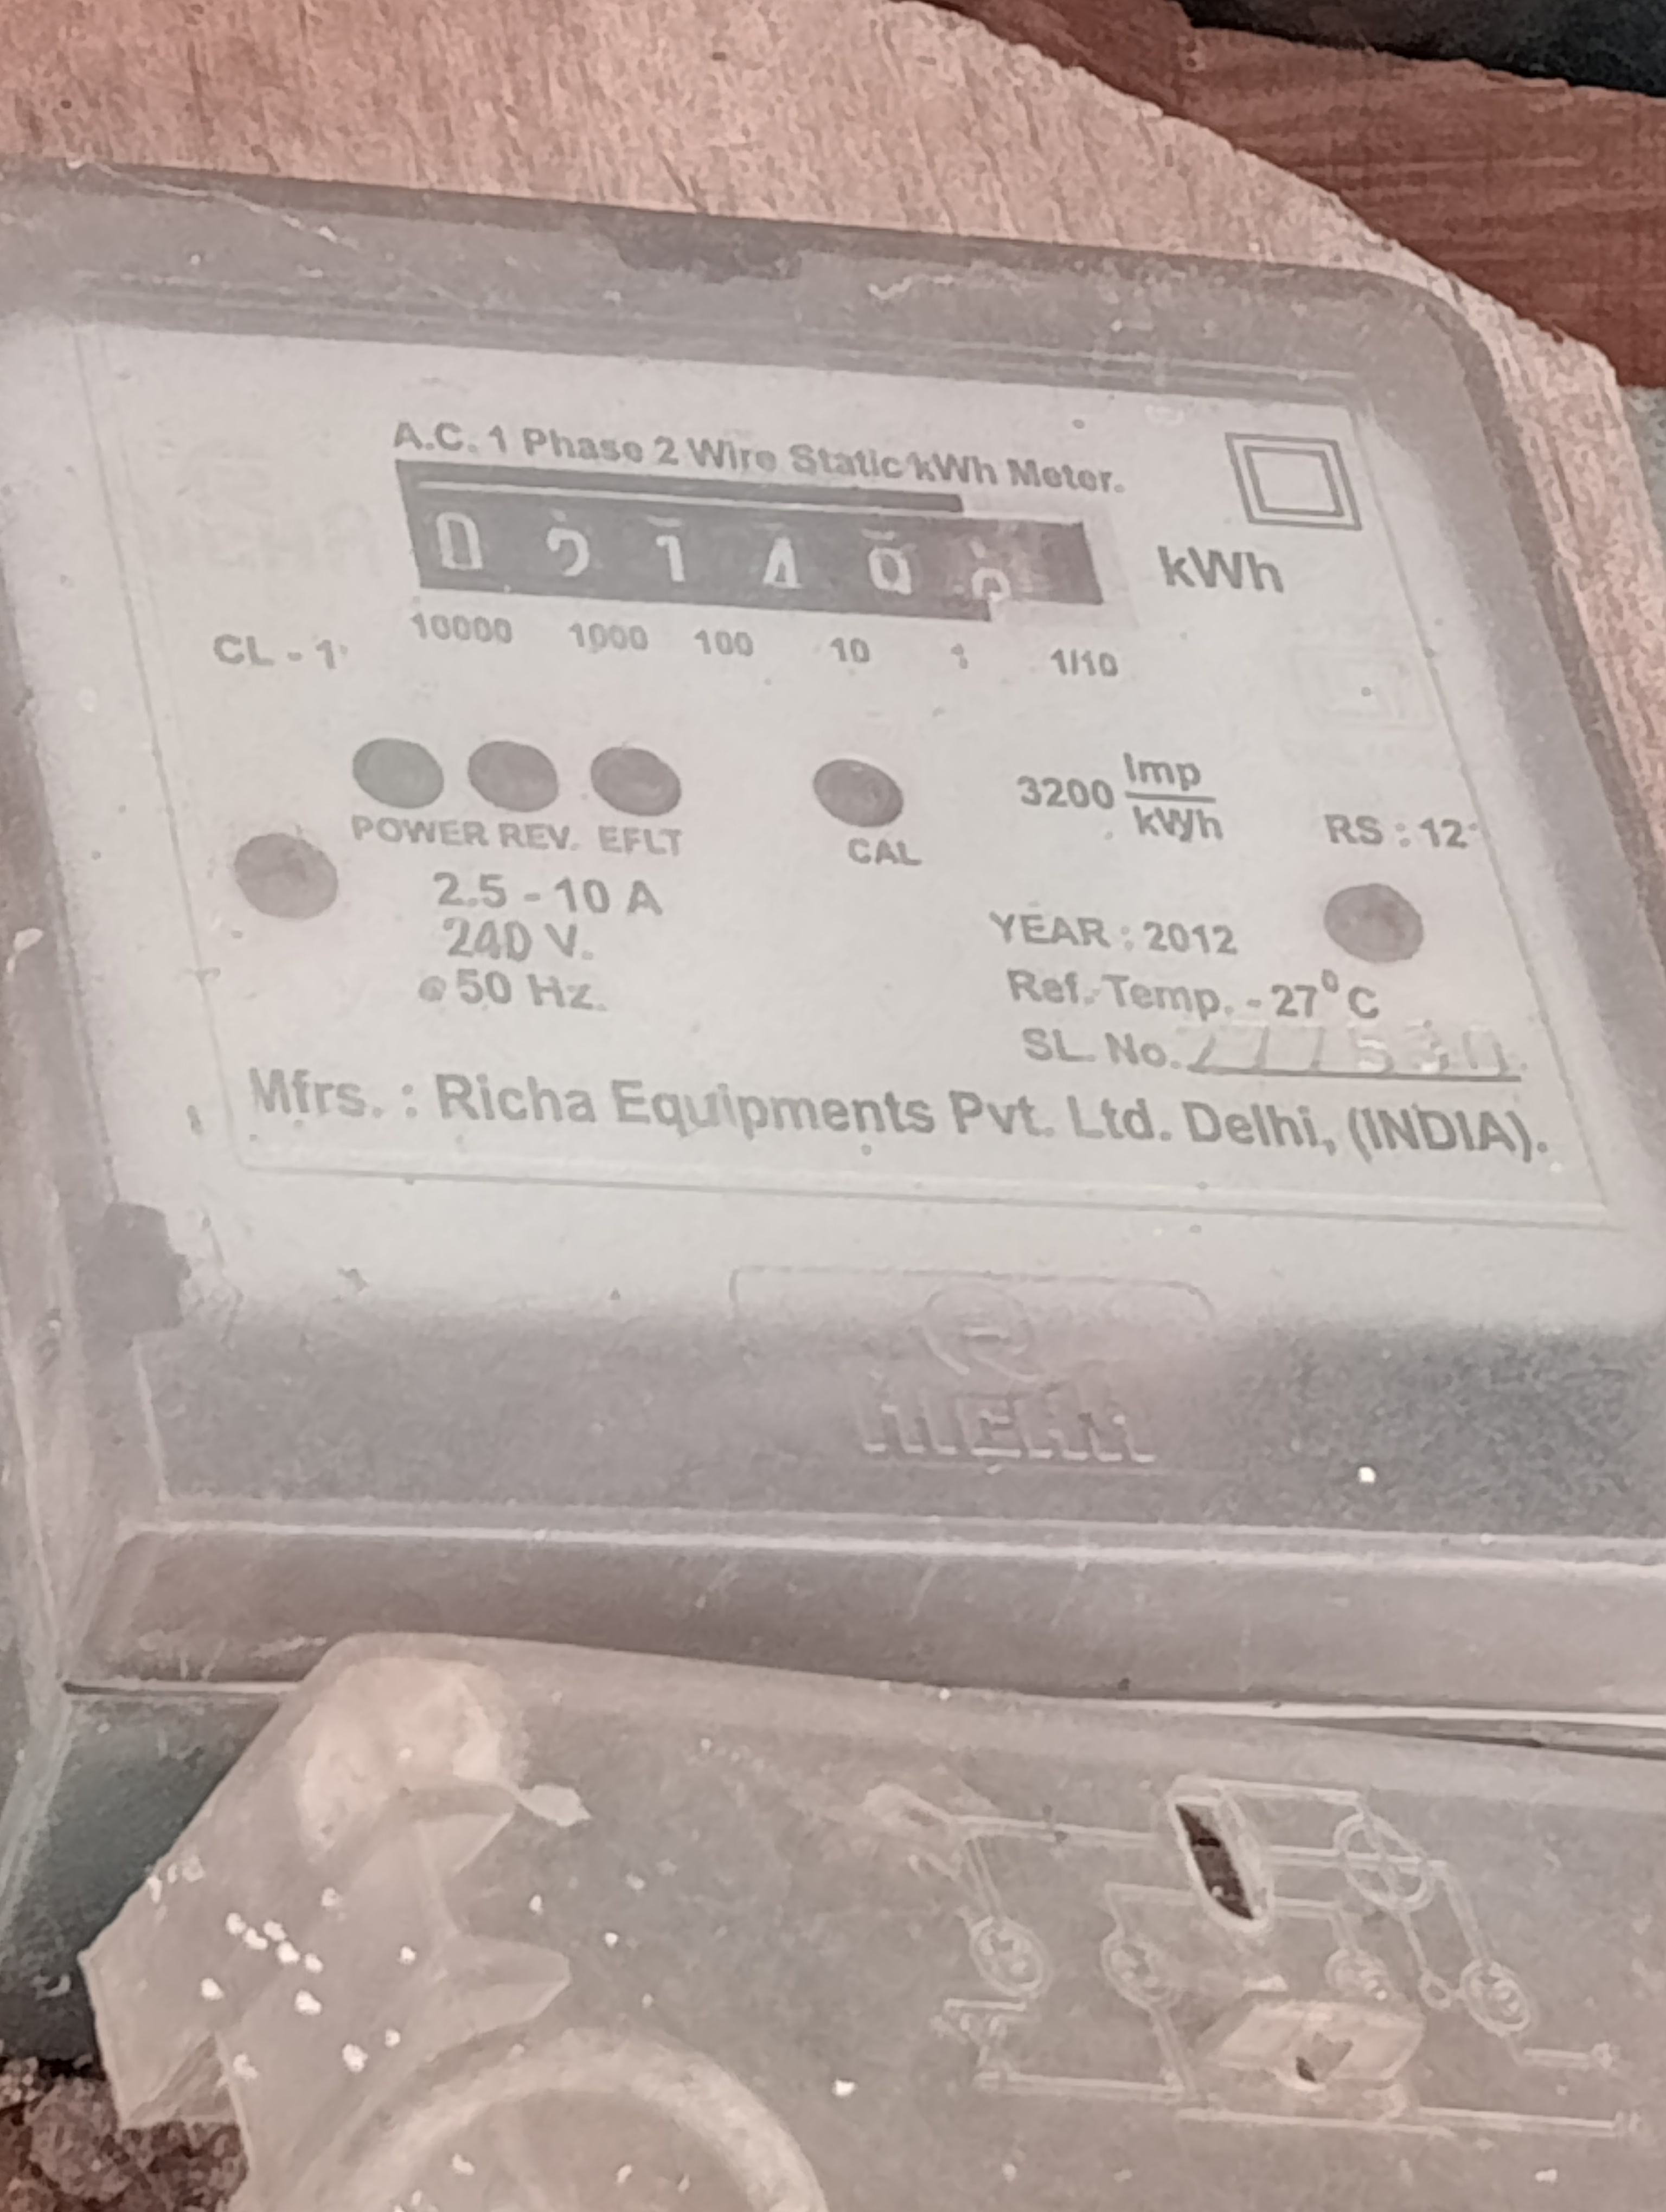 A.C. 1 Phase 2 Wire Static kWh Meter.
kWh
10000 1000 100 10 1 1/10
CL - 1
3200 Imp
kWh
POWER REV. EFLT
CAL
RS : 12
2.5 - 10 A
240 V.
@ 50 Hz.
YEAR : 2012
Ref. Temp. - 27°C
SL. No.
Mfrs. : Richa Equipments Pvt. Ltd. Delhi, (INDIA).